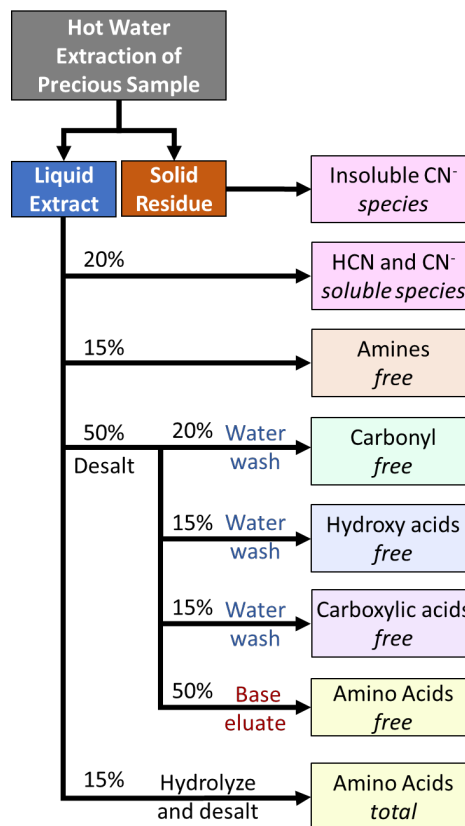 Hot Water
Extraction of
Precious Sample
Liquid
Extract
Solid
Residue
Insoluble CN⁻
species
20%
HCN and CN⁻
soluble species
15%
Amines
free
50%
Desalt
20%
Water
wash
Carbonyl
free
15%
Water
wash
Hydroxy acids
free
15%
Water
wash
Carboxylic acids
free
50%
Base
eluate
Amino Acids
free
15%
Hydrolyze
and desalt
Amino Acids
total